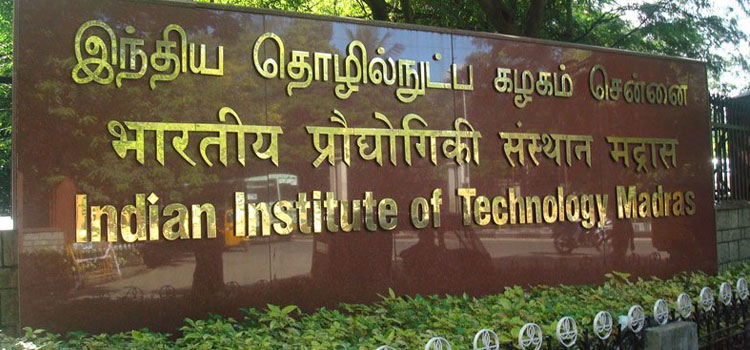 இந்திய தொழில்நுட்ப கழகம் சென்னை
भारतीय प्रौद्योगिकी संस्थान मद्रास
Indian Institute of Technology Madras